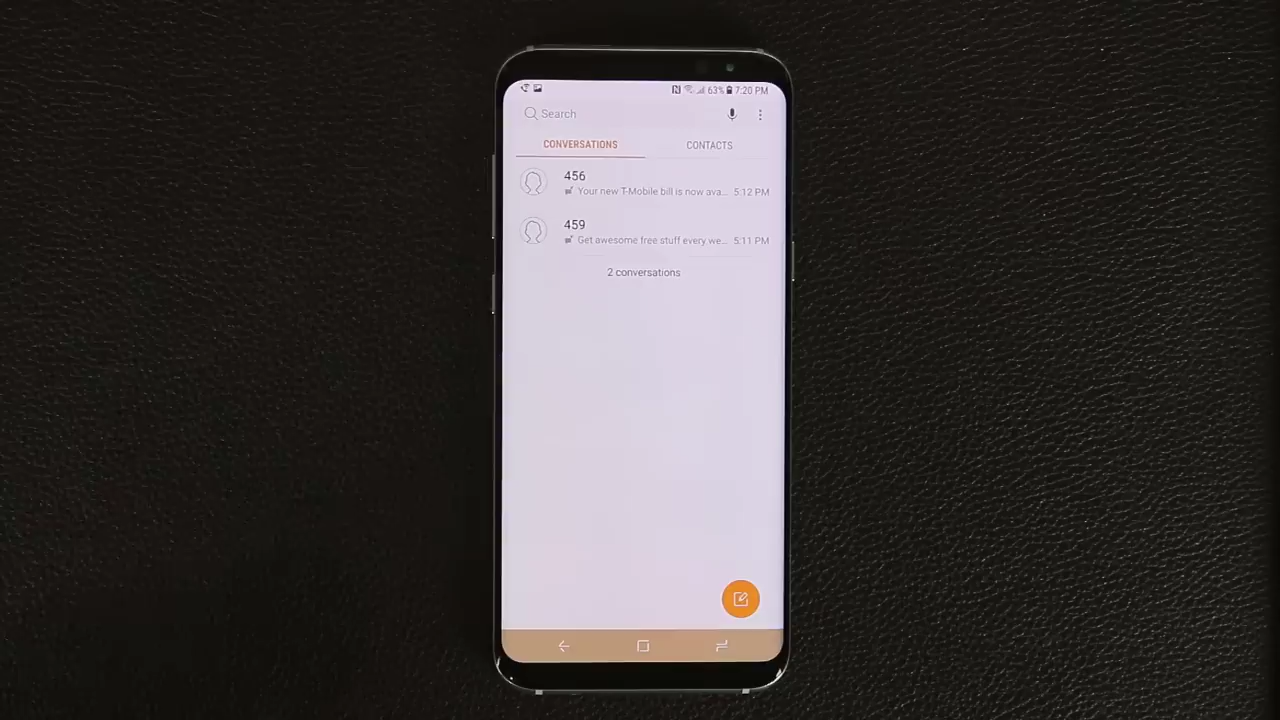 63% 7:20 PM
Search
CONVERSATIONS CONTACTS
456
Your new T-Mobile bill is now ava... 5:12 PM
459
Get awesome free stuff every we... 5:11 PM
2 conversations